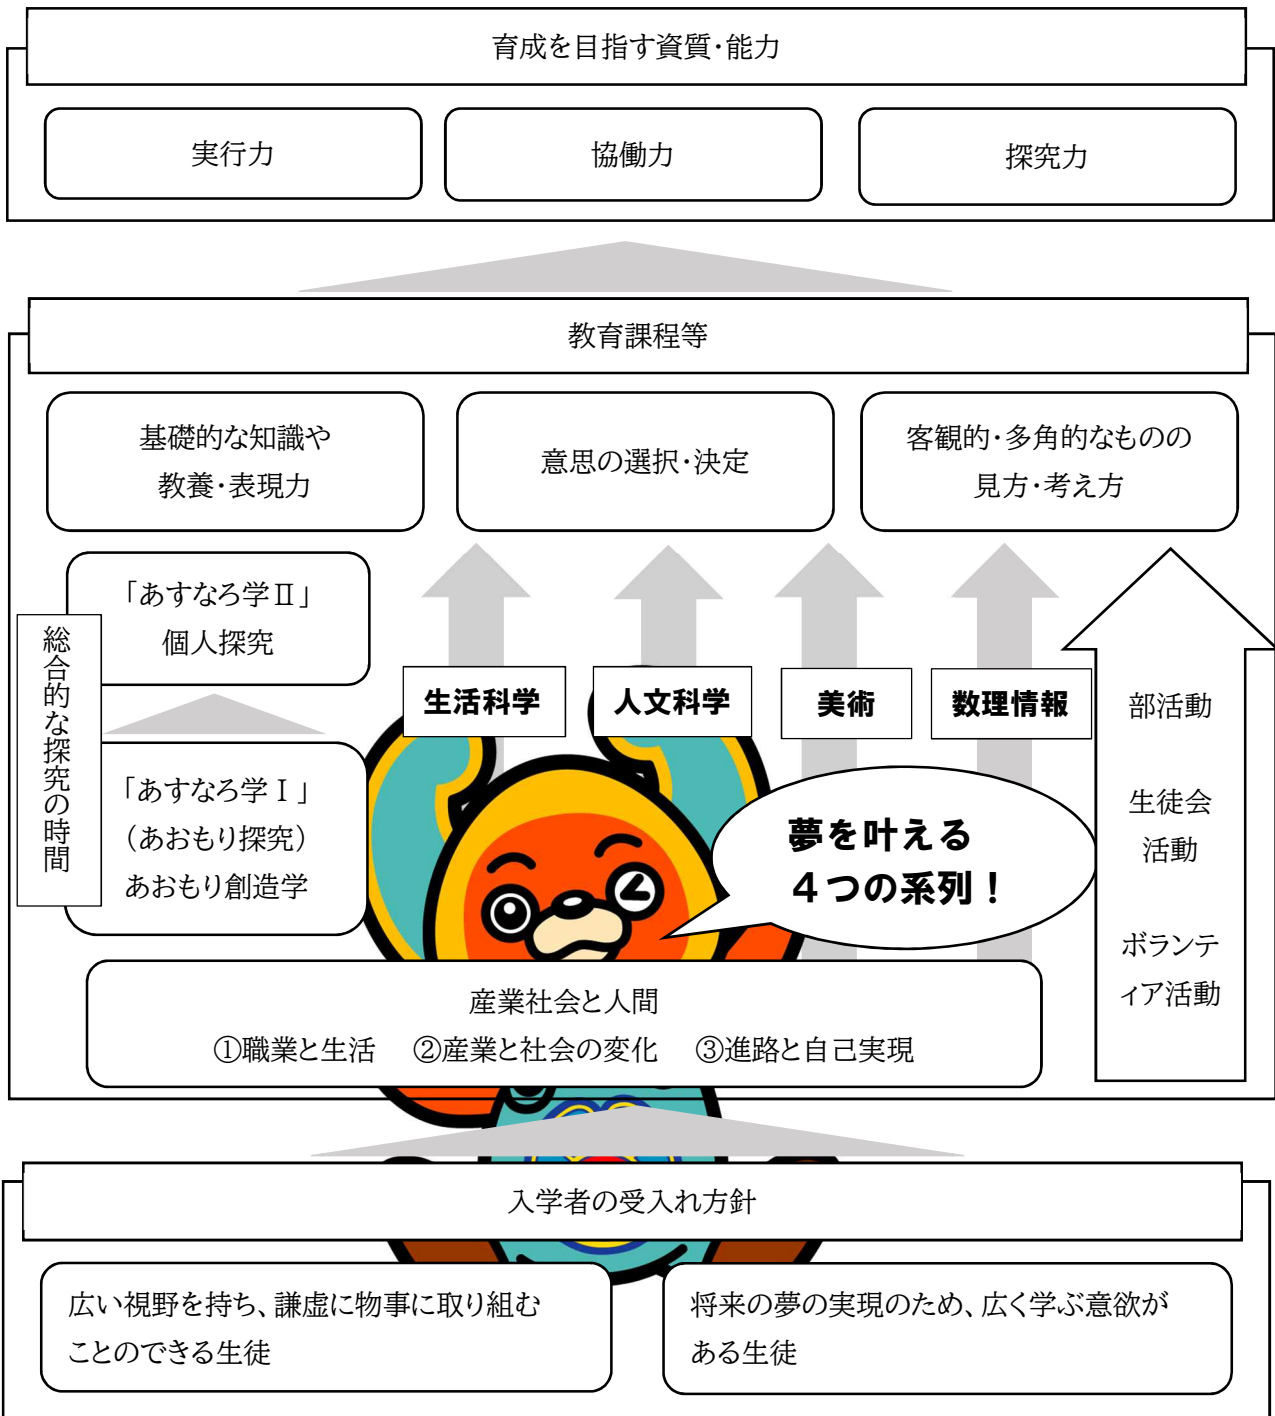 育成を目指す資質・能力
実行力
協働力
探究力
教育課程等
基礎的な知識や
教養・表現力
意思の選択・決定
客観的・多角的なものの
見方・考え方
総合的な探究の時間
「あすなろ学Ⅱ」
個人探究
「あすなろ学Ⅰ」
（あおもり探究）
あおもり創造学
生活科学
人文科学
美術
数理情報
夢を叶える
４つの系列！
部活動
生徒会
活動
ボランテ
ィア活動
産業社会と人間
①職業と生活　②産業と社会の変化　③進路と自己実現
入学者の受入れ方針
広い視野を持ち、謙虚に物事に取り組む
ことのできる生徒
将来の夢の実現のため、広く学ぶ意欲が
ある生徒